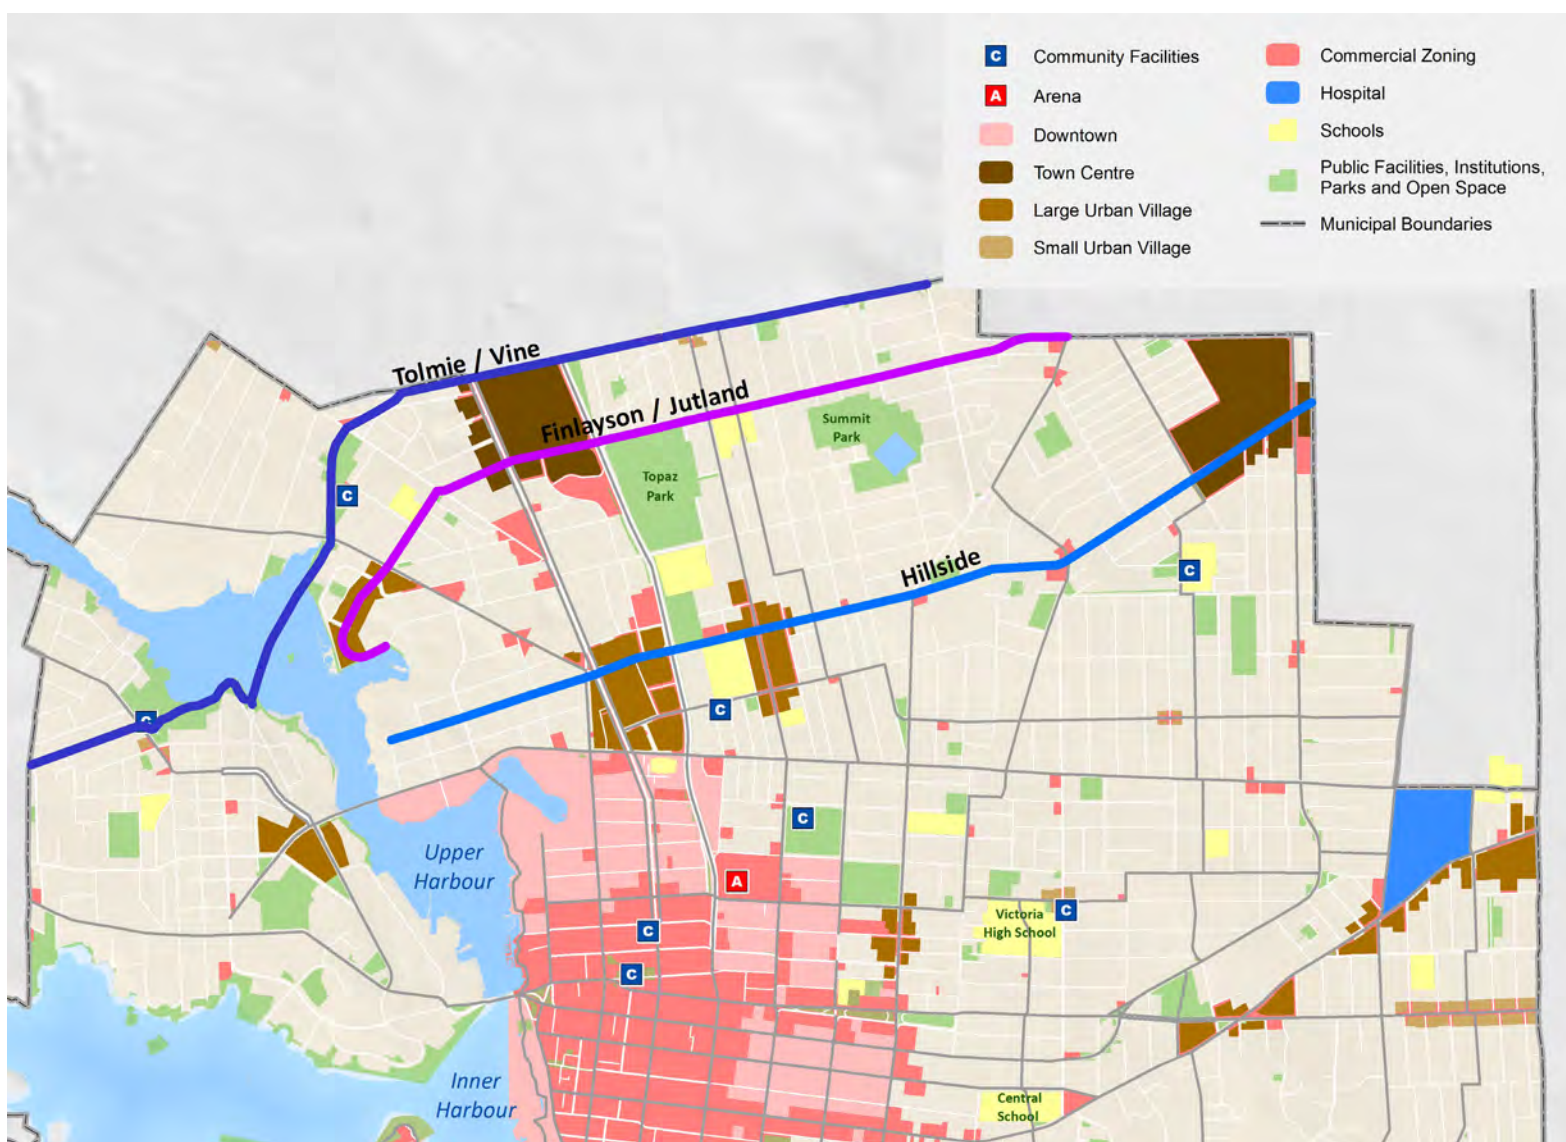 C Community Facilities
A Arena
Downtown
Town Centre
Large Urban Village
Small Urban Village
Commercial Zoning
Hospital
Schools
Public Facilities, Institutions,
Parks and Open Space
Municipal Boundaries
Tolmie / Vine
Finlayson / Jutland
Summit
Park
Topaz
Park
C
Hillside
C
C
C
C
Upper
Harbour
A
C
Victoria
High School
C
C
Inner
Harbour
Central
School